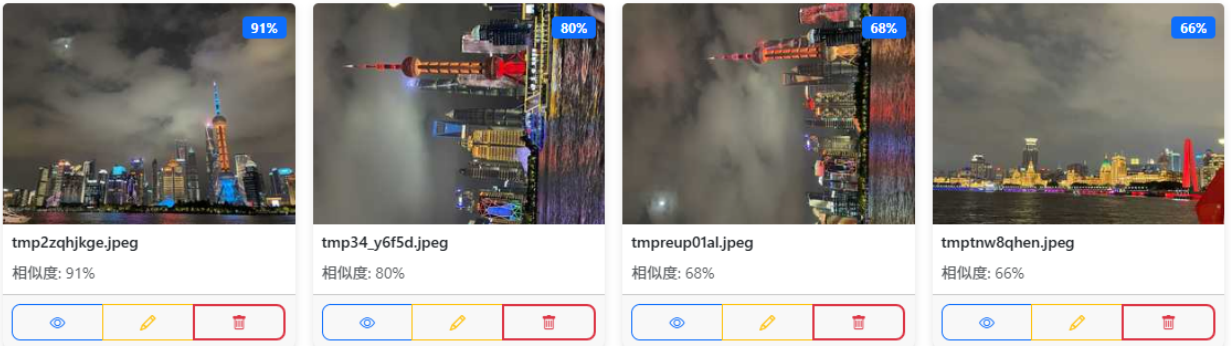 91%
80%
68%
66%
tmp2zqhjkge.jpeg
tmp34_y6f5d.jpeg
tmpreup01al.jpeg
tmptnw8qhen.jpeg
相似度: 91%
相似度: 80%
相似度: 68%
相似度: 66%